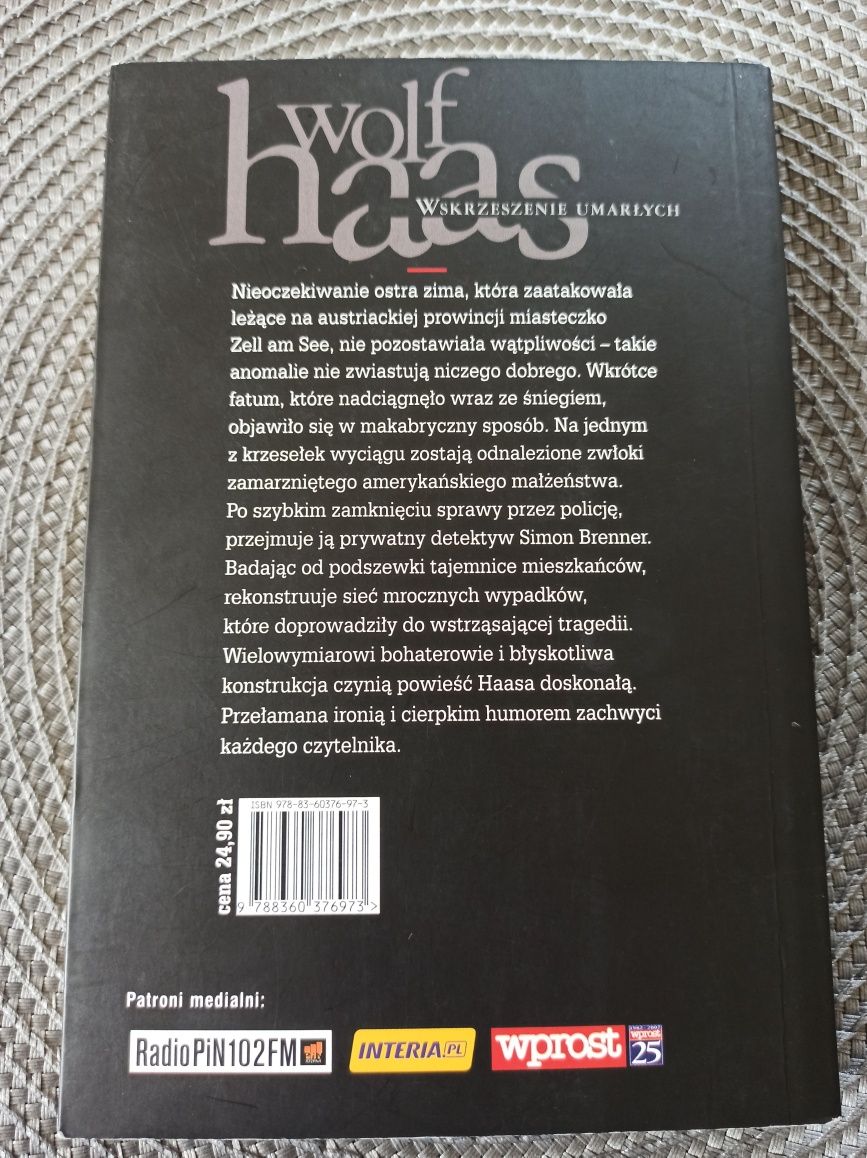 wolf
haas
Wskrzeszenie umarłych
Nieoczekiwanie ostra zima, która zaatakowała
leżące na austriackiej prowincji miasteczko
Zell am See, nie pozostawiała wątpliwości – takie
anomalie nie zwiastują niczego dobrego. Wkrótce
fatum, które nadciągnęło wraz ze śniegiem,
objawiło się w makabryczny sposób. Na jednym
z krzesełek wyciągu zostają odnalezione zwłoki
zamarzniętego amerykańskiego małżeństwa.
Po szybkim zamknięciu sprawy przez policję,
przejmuje ją prywatny detektyw Simon Brenner.
Badając od podszewki tajemnice mieszkańców,
rekonstruuje sieć mrocznych wypadków,
które doprowadziły do wstrząsającej tragedii.
Wielowymiarowi bohaterowie i błyskotliwa
konstrukcja czynią powieść Haasa doskonałą.
Przełamana ironią i cierpkim humorem zachwyci
każdego czytelnika.
cena 24,90 zł
ISBN 978-83-60376-97-3
9 788360 376973 >
Patroni medialni:
RadioPiN102FM
INTERIA.PL
wprost
1982 - 2007
wprost
25